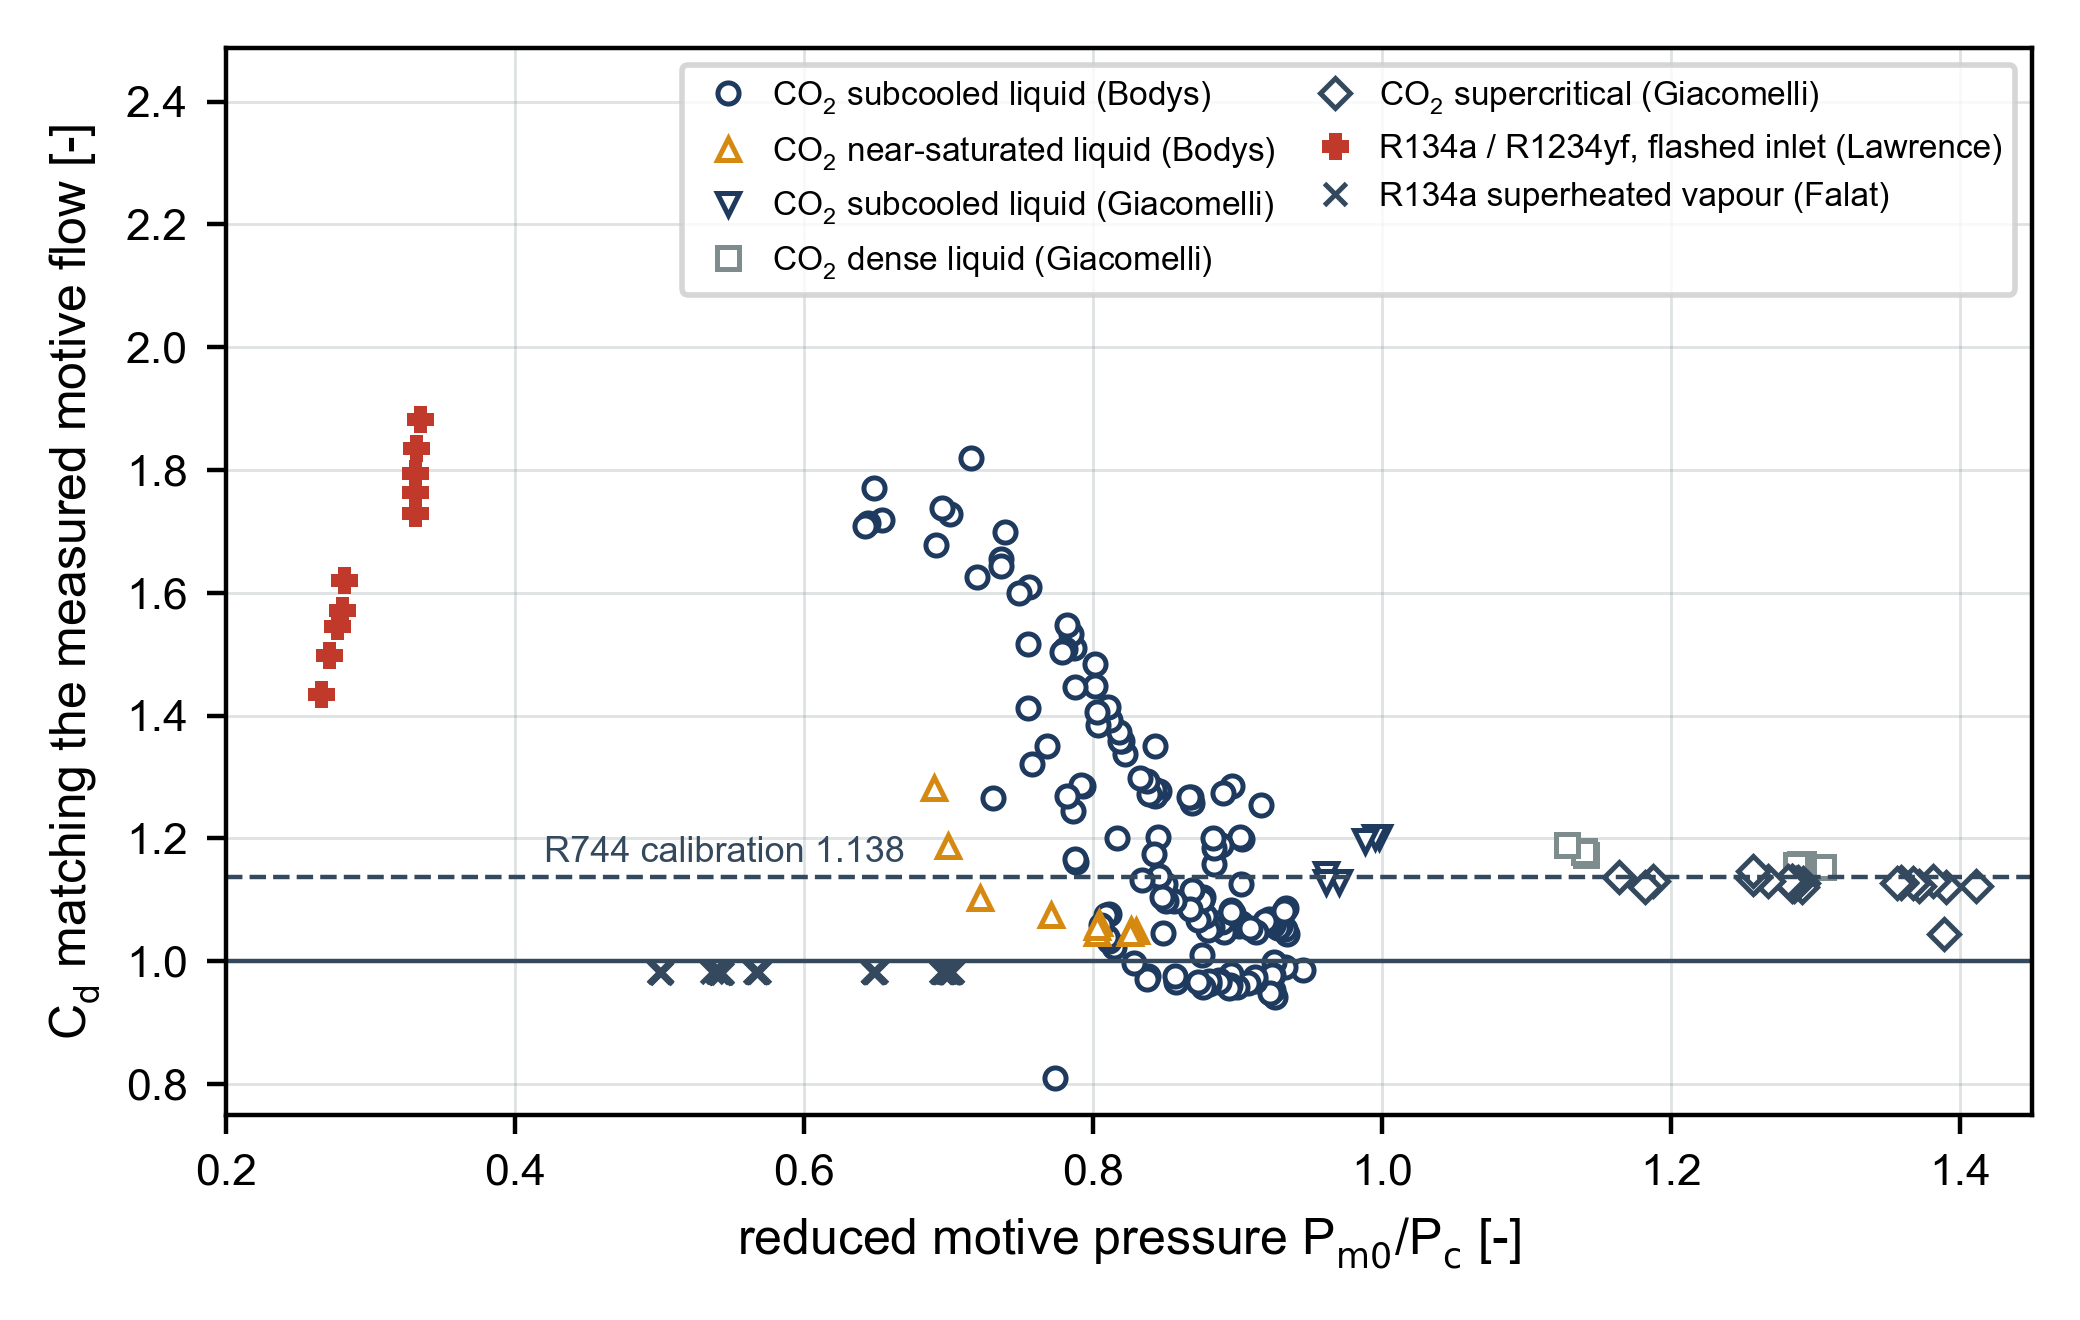 CO₂ subcooled liquid (Bodys)
CO₂ near-saturated liquid (Bodys)
CO₂ subcooled liquid (Giacomelli)
CO₂ dense liquid (Giacomelli)
CO₂ supercritical (Giacomelli)
R134a / R1234yf, flashed inlet (Lawrence)
R134a superheated vapour (Falat)
C_d matching the measured motive flow [-]
2.4
2.2
2.0
1.8
1.6
1.4
1.2
1.0
0.8
R744 calibration 1.138
0.2 0.4 0.6 0.8 1.0 1.2 1.4
reduced motive pressure P_m0/P_c [-]